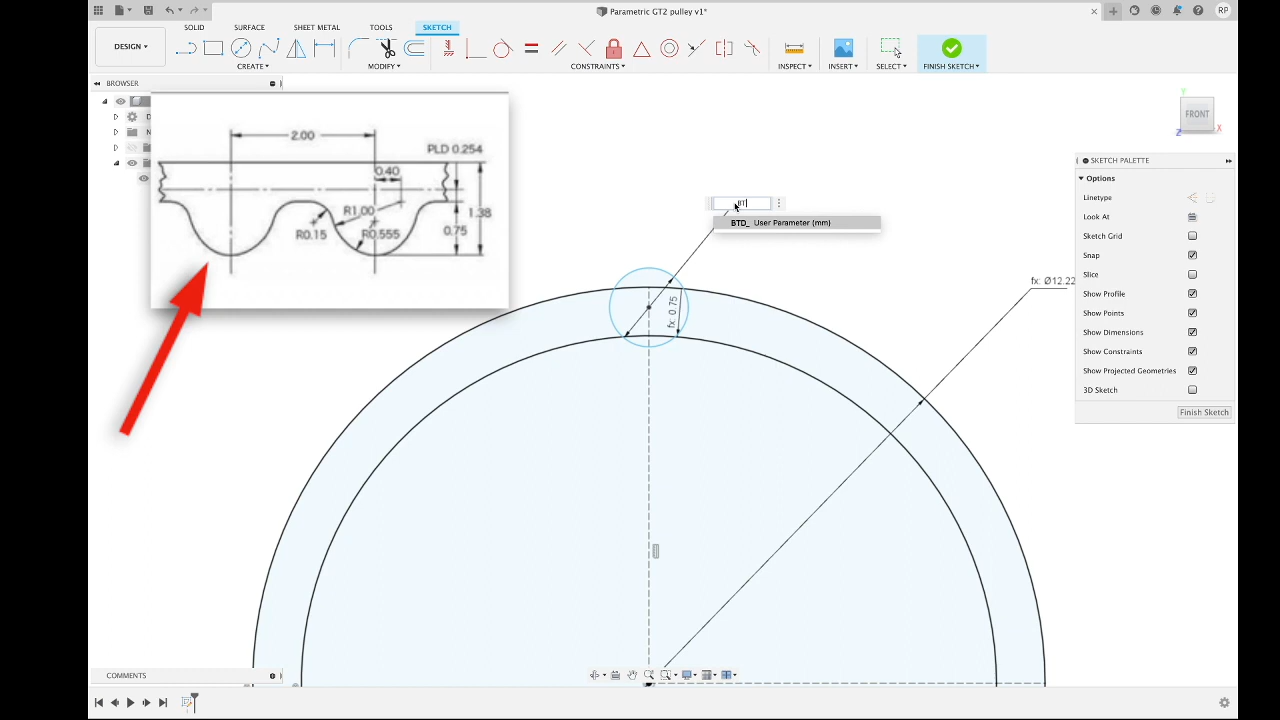 Parametric GT2 pulley v1*
RP
DESIGN
SOLID
SURFACE
SHEET METAL
TOOLS
SKETCH
CREATE
MODIFY
CONSTRAINTS
INSPECT
INSERT
SELECT
FINISH SKETCH
BROWSER
D
N
2.00
PLD 0.254
0.40
R1.00
1.38
R0.15
R0.555
0.75
BT
BTD_ User Parameter (mm)
fx: 0.75
fx: Ø12.22
Y
FRONT
Z
X
SKETCH PALETTE
Options
Linetype
Look At
Sketch Grid
Snap
Slice
Show Profile
Show Points
Show Dimensions
Show Constraints
Show Projected Geometries
3D Sketch
Finish Sketch
COMMENTS